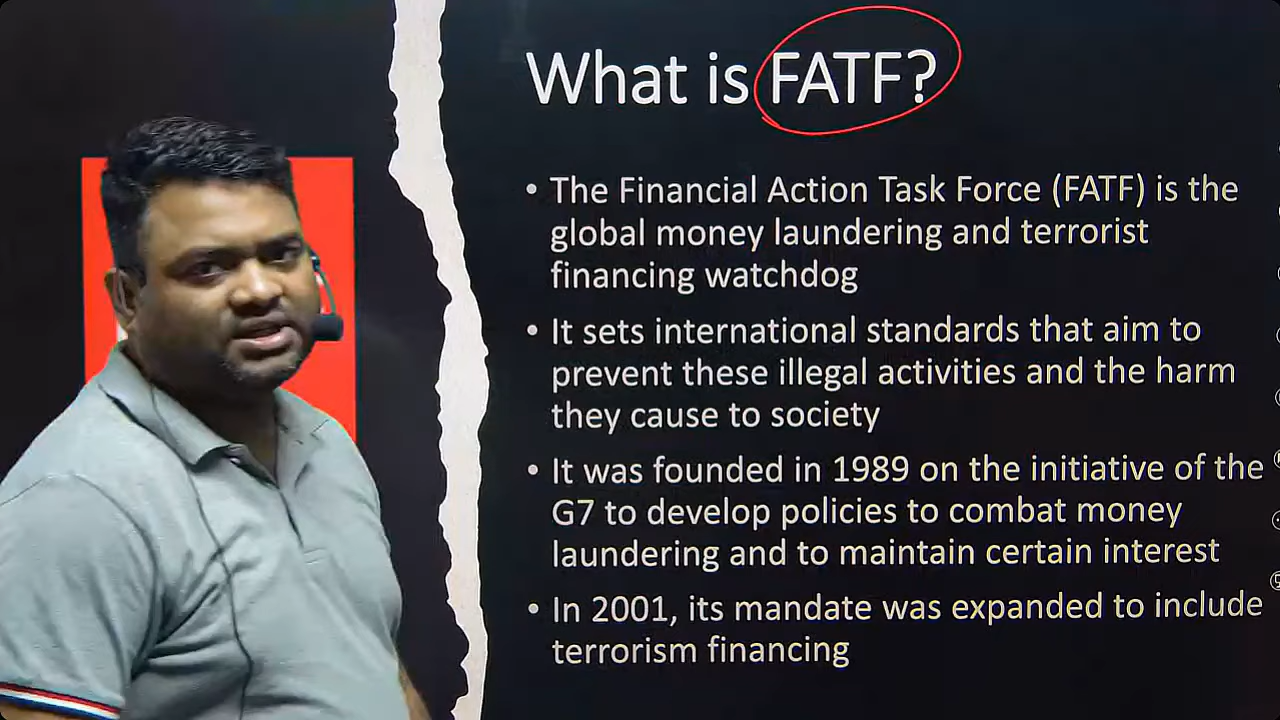 What is FATF?
• The Financial Action Task Force (FATF) is the
global money laundering and terrorist
financing watchdog
• It sets international standards that aim to
prevent these illegal activities and the harm
they cause to society
• It was founded in 1989 on the initiative of the
G7 to develop policies to combat money
laundering and to maintain certain interest
• In 2001, its mandate was expanded to include
terrorism financing